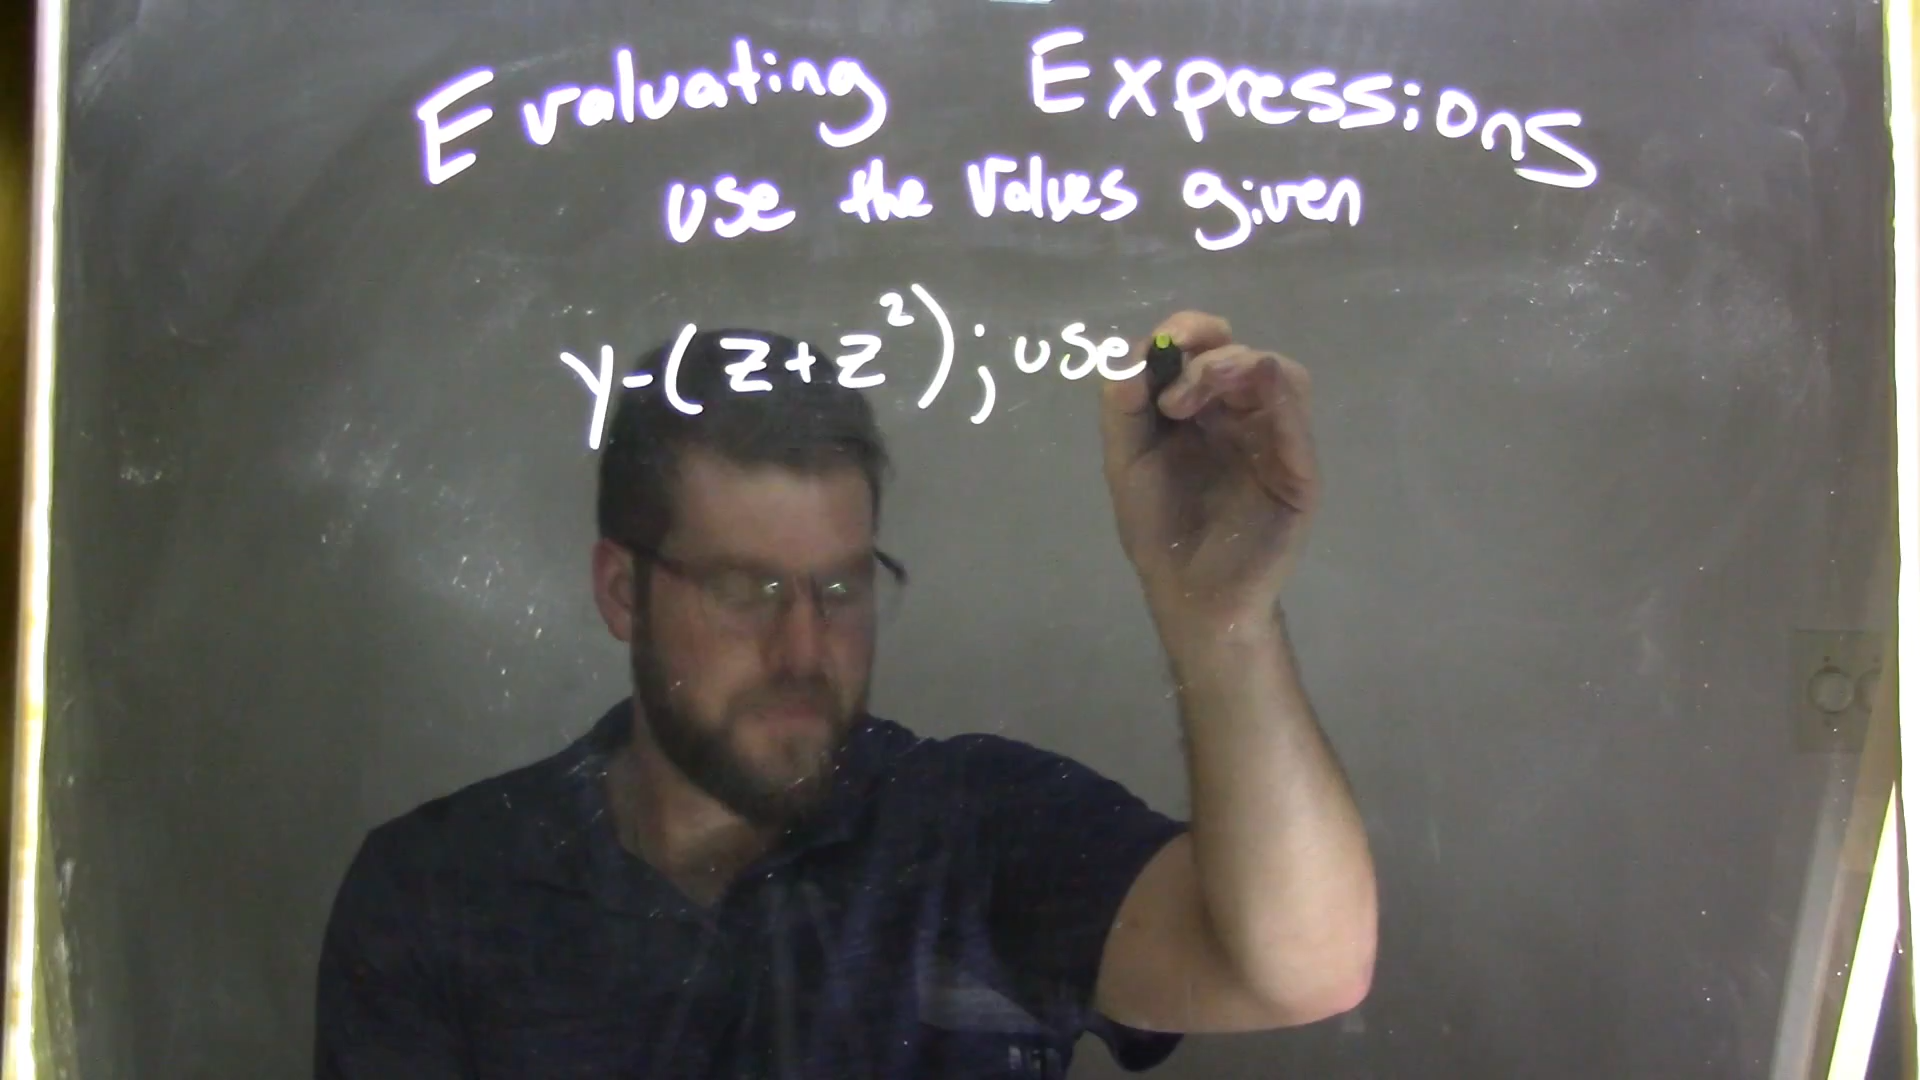 Evaluating Expressions
use the values given
y-(z+z²); use